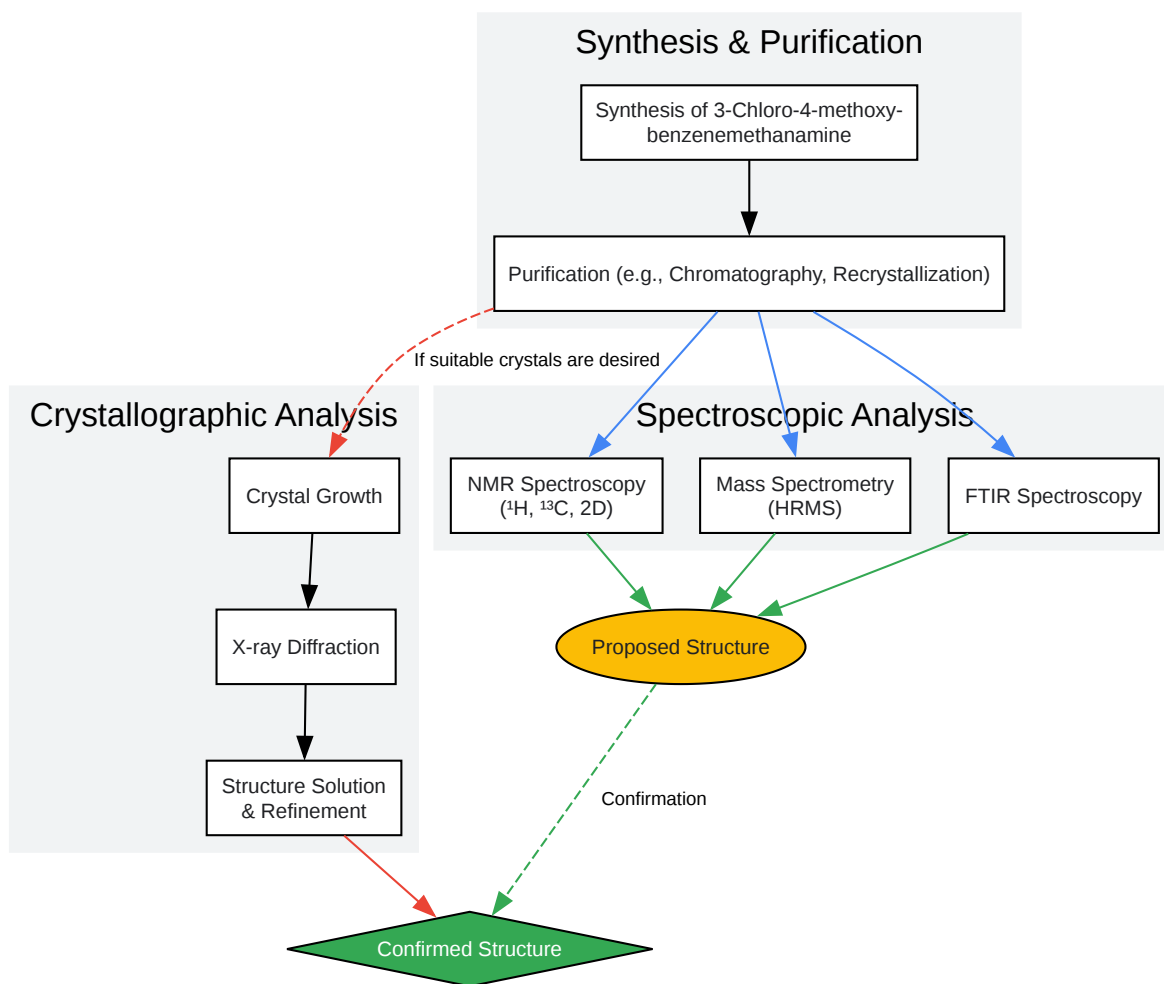 Synthesis & Purification
Synthesis of 3-Chloro-4-methoxy-
benzenemethanamine
Purification (e.g., Chromatography, Recrystallization)
If suitable crystals are desired
Crystallographic Analysis
Spectroscopic Analysis
Crystal Growth
NMR Spectroscopy
(¹H, ¹³C, 2D)
Mass Spectrometry
(HRMS)
FTIR Spectroscopy
X-ray Diffraction
Proposed Structure
Structure Solution
& Refinement
Confirmation
Confirmed Structure